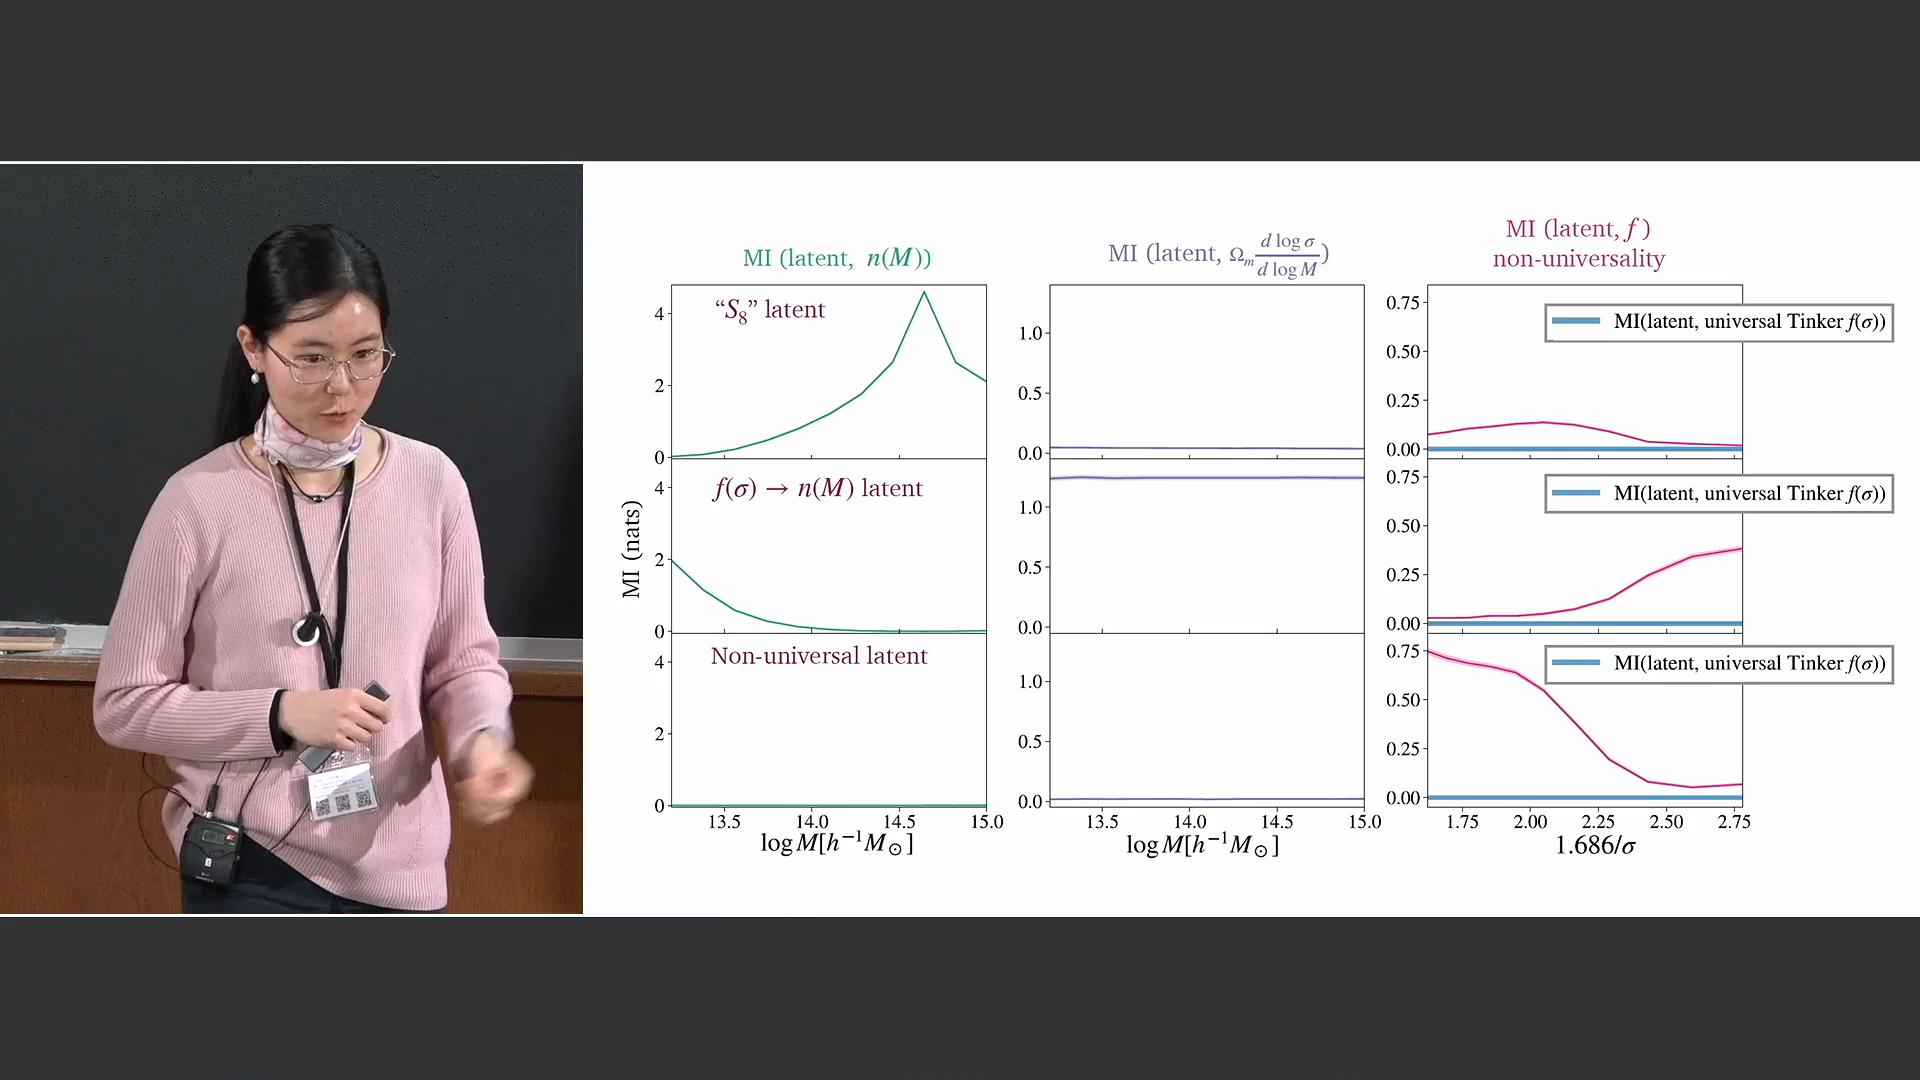 MI (latent, n(M))
MI (latent, Ωm d log σ / d log M)
MI (latent, f)
non-universality
“S8” latent
4
2
0
1.0
0.5
0.0
0.75
0.50
0.25
0.00
MI(latent, universal Tinker f(σ))
f(σ) → n(M) latent
4
2
0
1.0
0.5
0.0
0.75
0.50
0.25
0.00
MI(latent, universal Tinker f(σ))
MI (nats)
Non-universal latent
4
2
0
1.0
0.5
0.0
0.75
0.50
0.25
0.00
MI(latent, universal Tinker f(σ))
13.5 14.0 14.5 15.0
log M[h⁻¹M⊙]
13.5 14.0 14.5 15.0
log M[h⁻¹M⊙]
1.75 2.00 2.25 2.50 2.75
1.686/σ